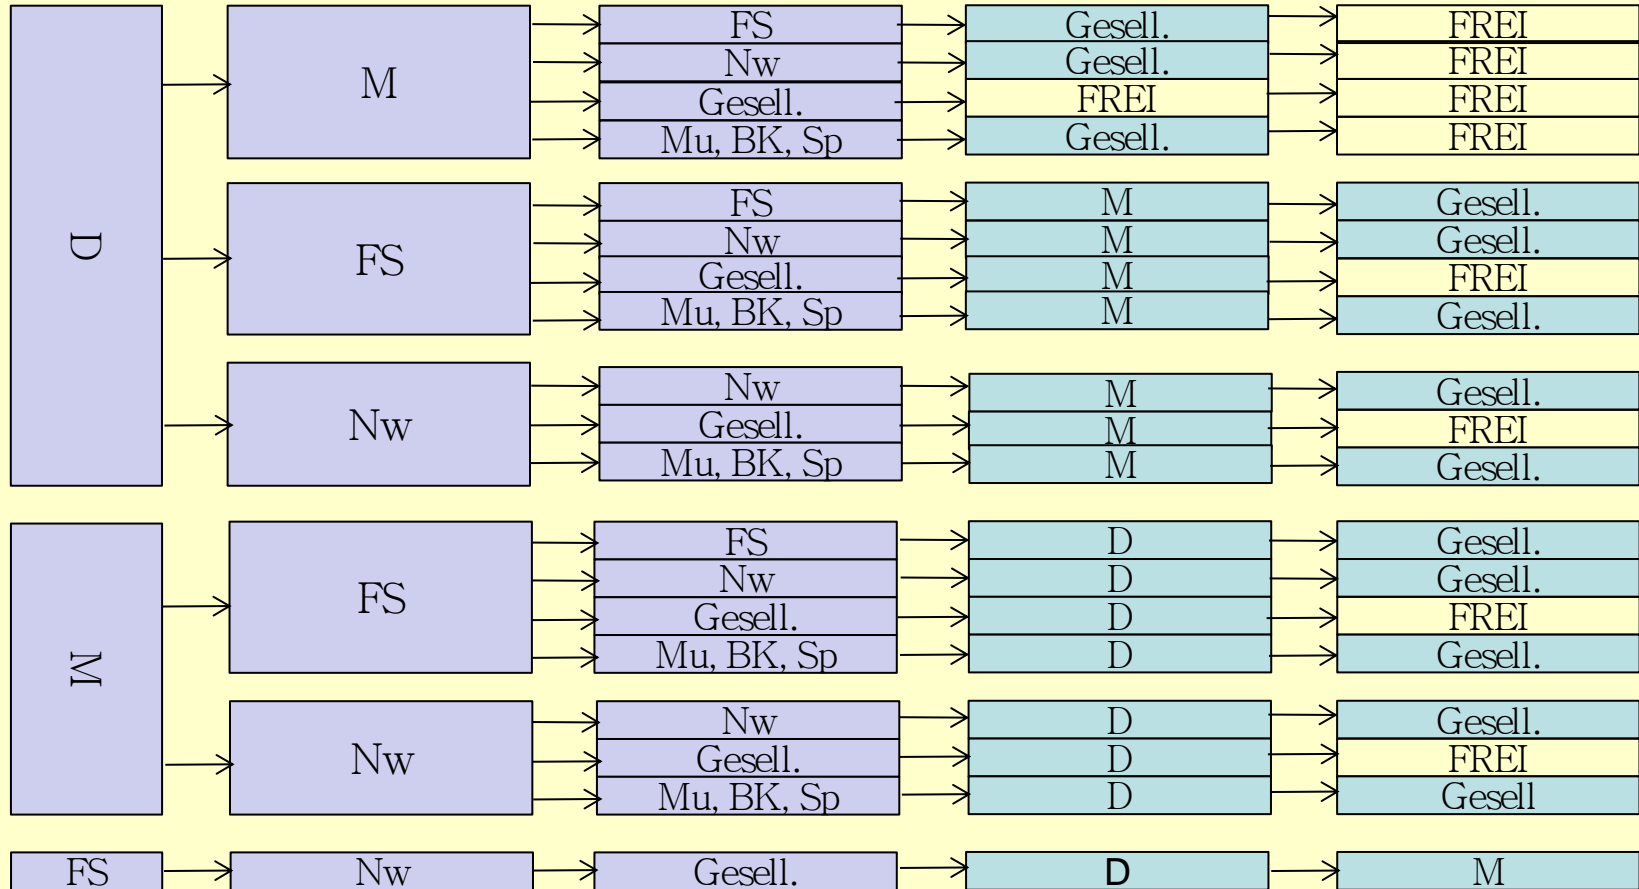 D
M
FS Gesell. FREI
Nw Gesell. FREI
Gesell. FREI FREI
Mu, BK, Sp Gesell. FREI
FS
FS M Gesell.
Nw M Gesell.
Gesell. M FREI
Mu, BK, Sp M Gesell.
Nw
Nw M Gesell.
Gesell. M FREI
Mu, BK, Sp M Gesell.
M
FS
FS D Gesell.
Nw D Gesell.
Gesell. D FREI
Mu, BK, Sp D Gesell.
Nw
Nw D Gesell.
Gesell. D FREI
Mu, BK, Sp D Gesell
FS Nw Gesell. D M